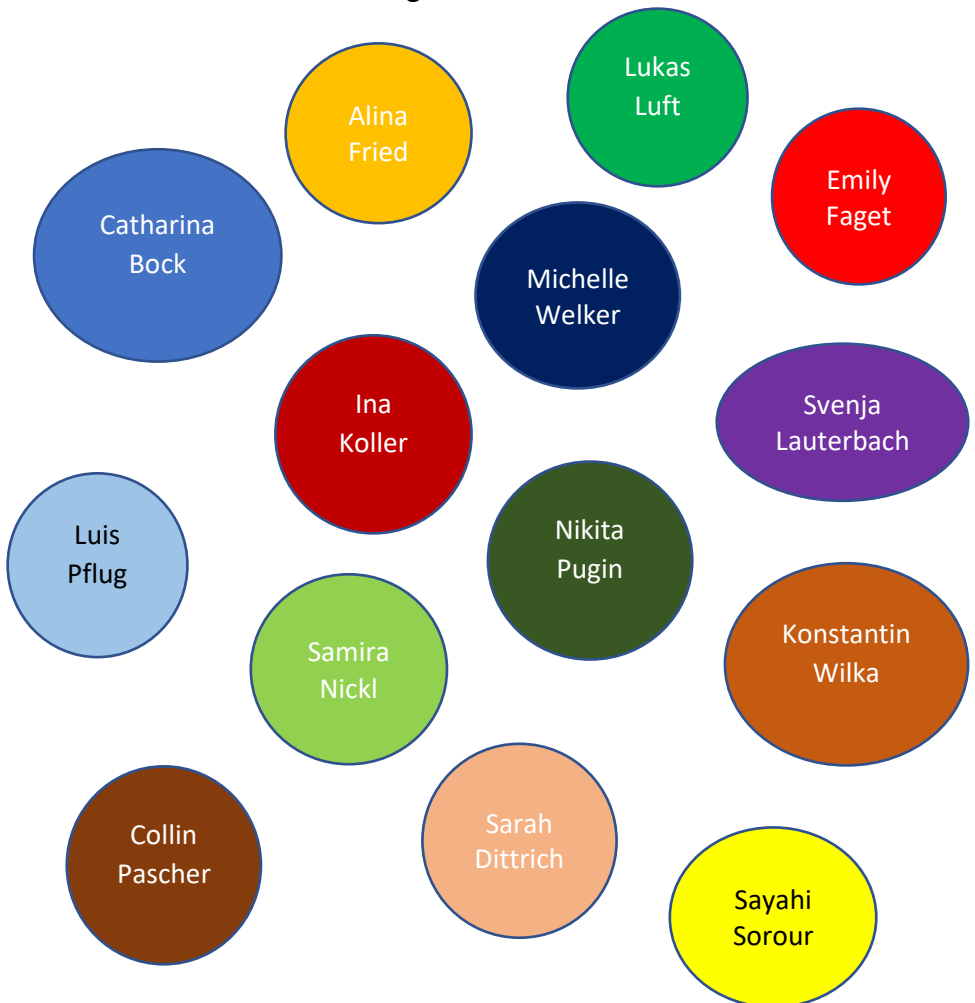 Lukas
Luft
Alina
Fried
Emily
Faget
Catharina
Bock
Michelle
Welker
Ina
Koller
Svenja
Lauterbach
Luis
Pflug
Nikita
Pugin
Samira
Nickl
Konstantin
Wilka
Collin
Pascher
Sarah
Dittrich
Sayahi
Sorour